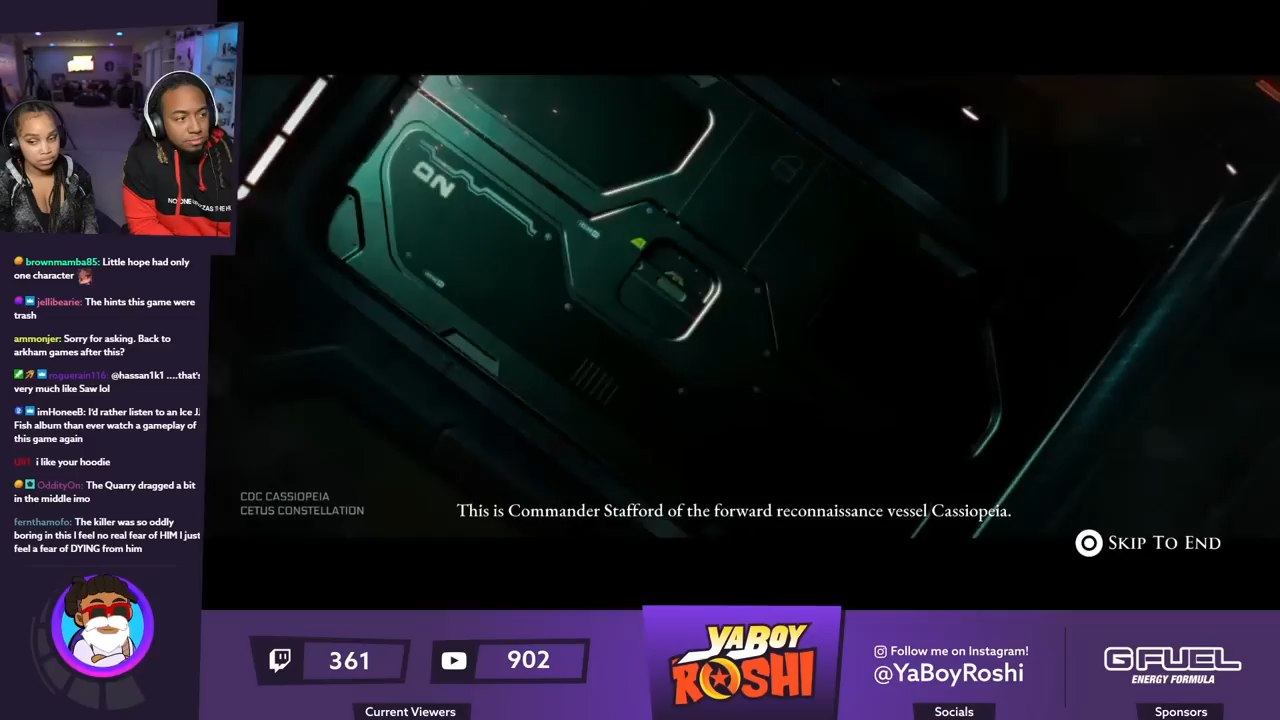 NO ONE
brownmamba85: Little hope had only
one character
jellibearie: The hints this game were
trash
ammonjer: Sorry for asking. Back to
arkham games after this?
roguerain116: @hassan1k1 ....that's
very much like Saw lol
imHoneeB: I'd rather listen to an Ice JJ
Fish album than ever watch a gameplay of
this game again
i like your hoodie
OddityOn: The Quarry dragged a bit
in the middle imo
fernthamofo: The killer was so oddly
boring in this I feel no real fear of HIM I just
feel a fear of DYING from him
CDC CASSIOPEIA
CETUS CONSTELLATION
This is Commander Stafford of the forward reconnaissance vessel Cassiopeia.
SKIP TO END
361
902
Current Viewers
YABOY
ROSHI
Follow me on Instagram!
@YaBoyRoshi
Socials
G FUEL
ENERGY FORMULA
Sponsors